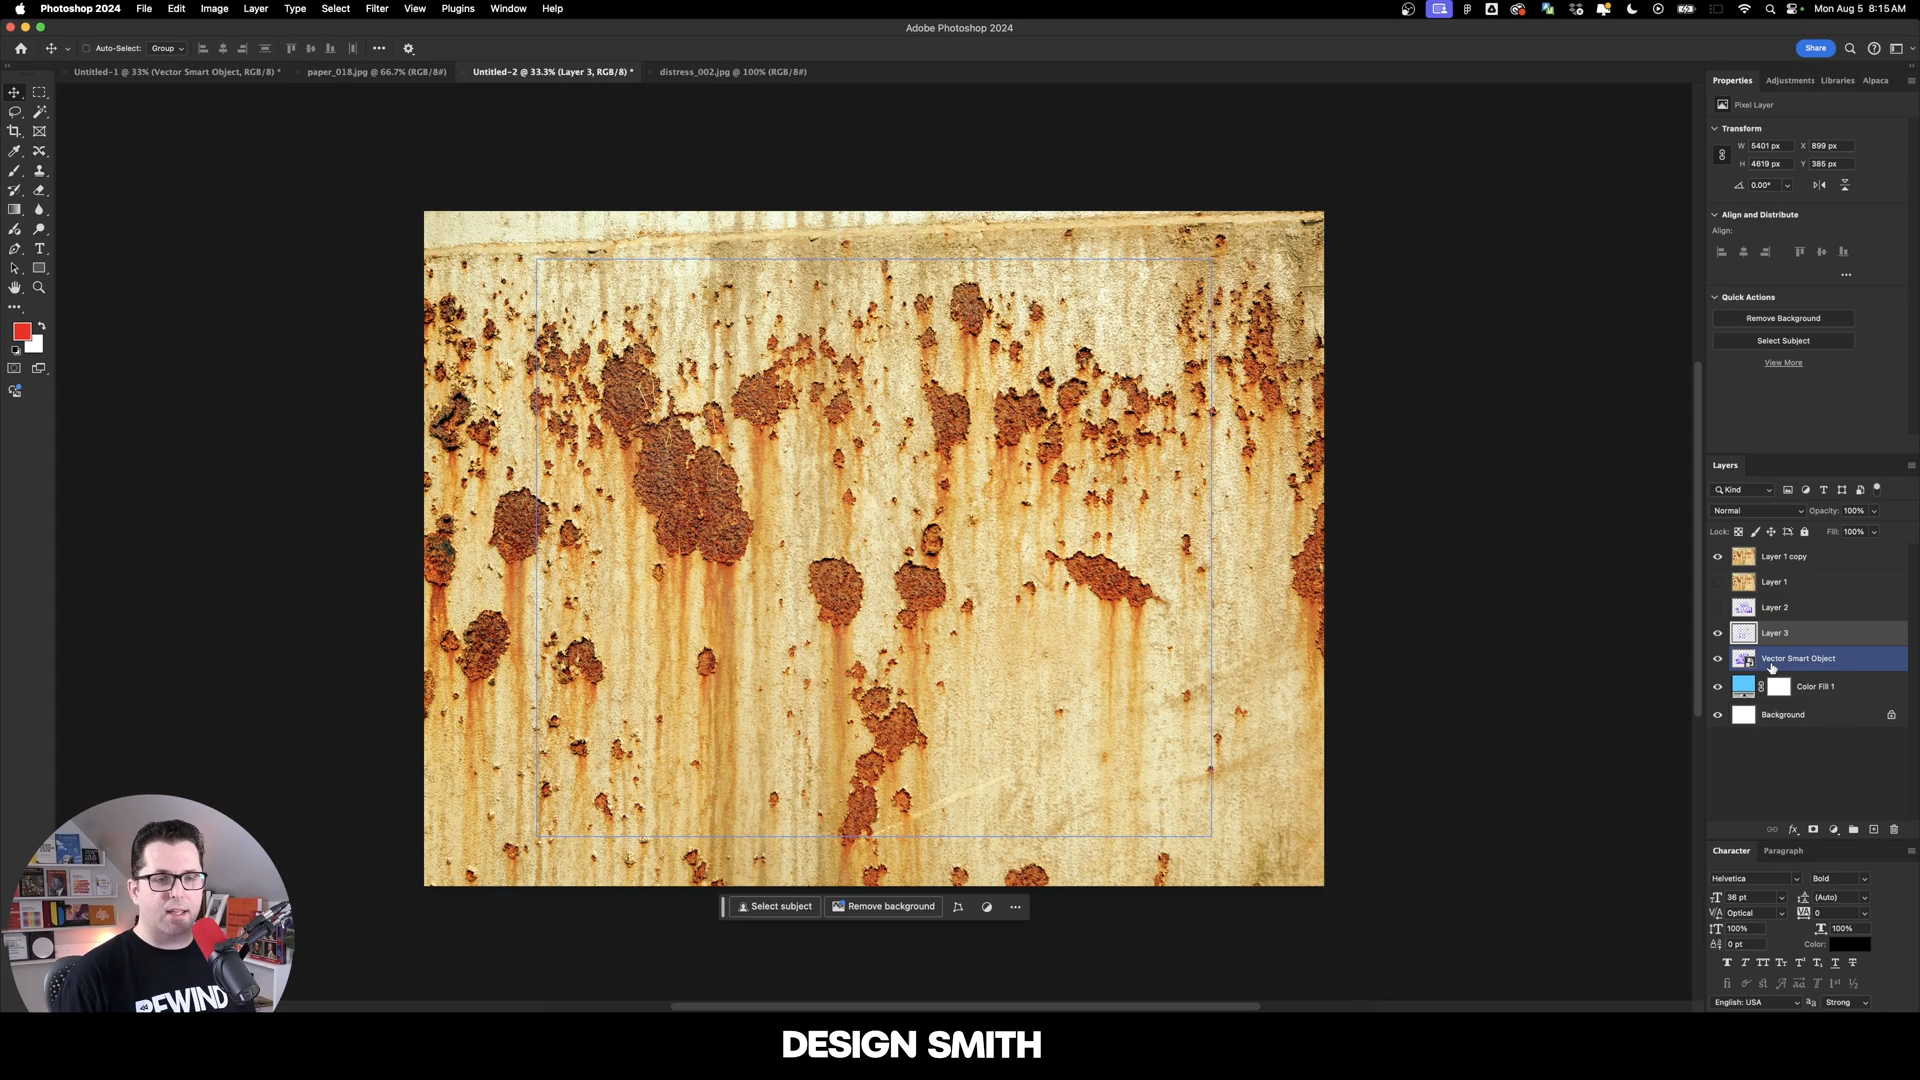 Photoshop 2024 File Edit Image Layer Type Select Filter View Plugins Window Help Mon Aug 5 8:15 AM
Adobe Photoshop 2024
Auto-Select: Group Share
Untitled-1 @ 33% (Vector Smart Object, RGB/8) * paper_018.jpg @ 66.7% (RGB/8#) Untitled-2 @ 33.3% (Layer 3, RGB/8) * distress_002.jpg @ 100% (RGB/8#)
Properties Adjustments Libraries Alpaca
Pixel Layer
Transform
W 5401 px X 899 px
H 4619 px Y 385 px
0.00°
Align and Distribute
Align:
Quick Actions
Remove Background
Select Subject
View More
Layers
Kind
Normal Opacity: 100%
Lock: Fill: 100%
Layer 1 copy
Layer 1
Layer 2
Layer 3
Vector Smart Object
Color Fill 1
Background
Character Paragraph
Helvetica Bold
36 pt (Auto)
Optical 0
100% 100%
0 pt Color:
English: USA Strong
Select subject Remove background
REWIND
DESIGN SMITH